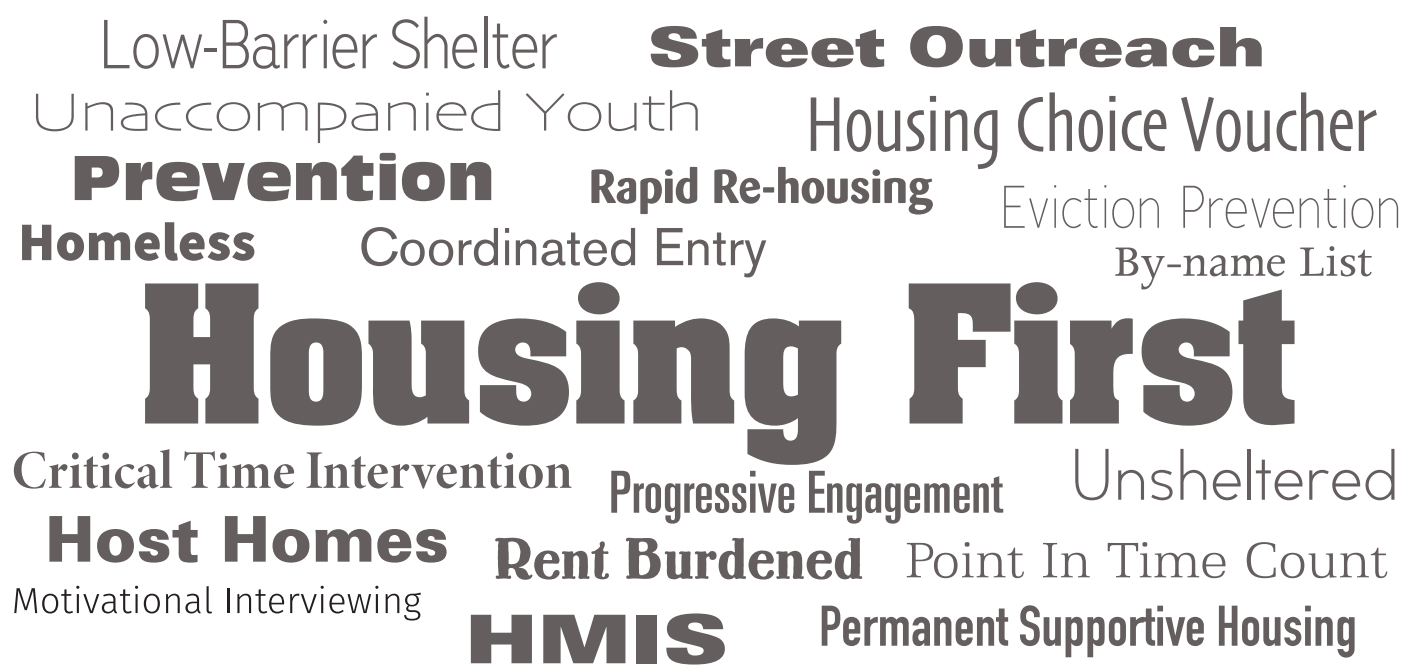 Low-Barrier Shelter
Street Outreach
Unaccompanied Youth
Housing Choice Voucher
Prevention
Rapid Re-housing
Eviction Prevention
Homeless
Coordinated Entry
By-name List
Housing First
Critical Time Intervention
Progressive Engagement
Unsheltered
Host Homes
Rent Burdened
Point In Time Count
Motivational Interviewing
HMIS
Permanent Supportive Housing